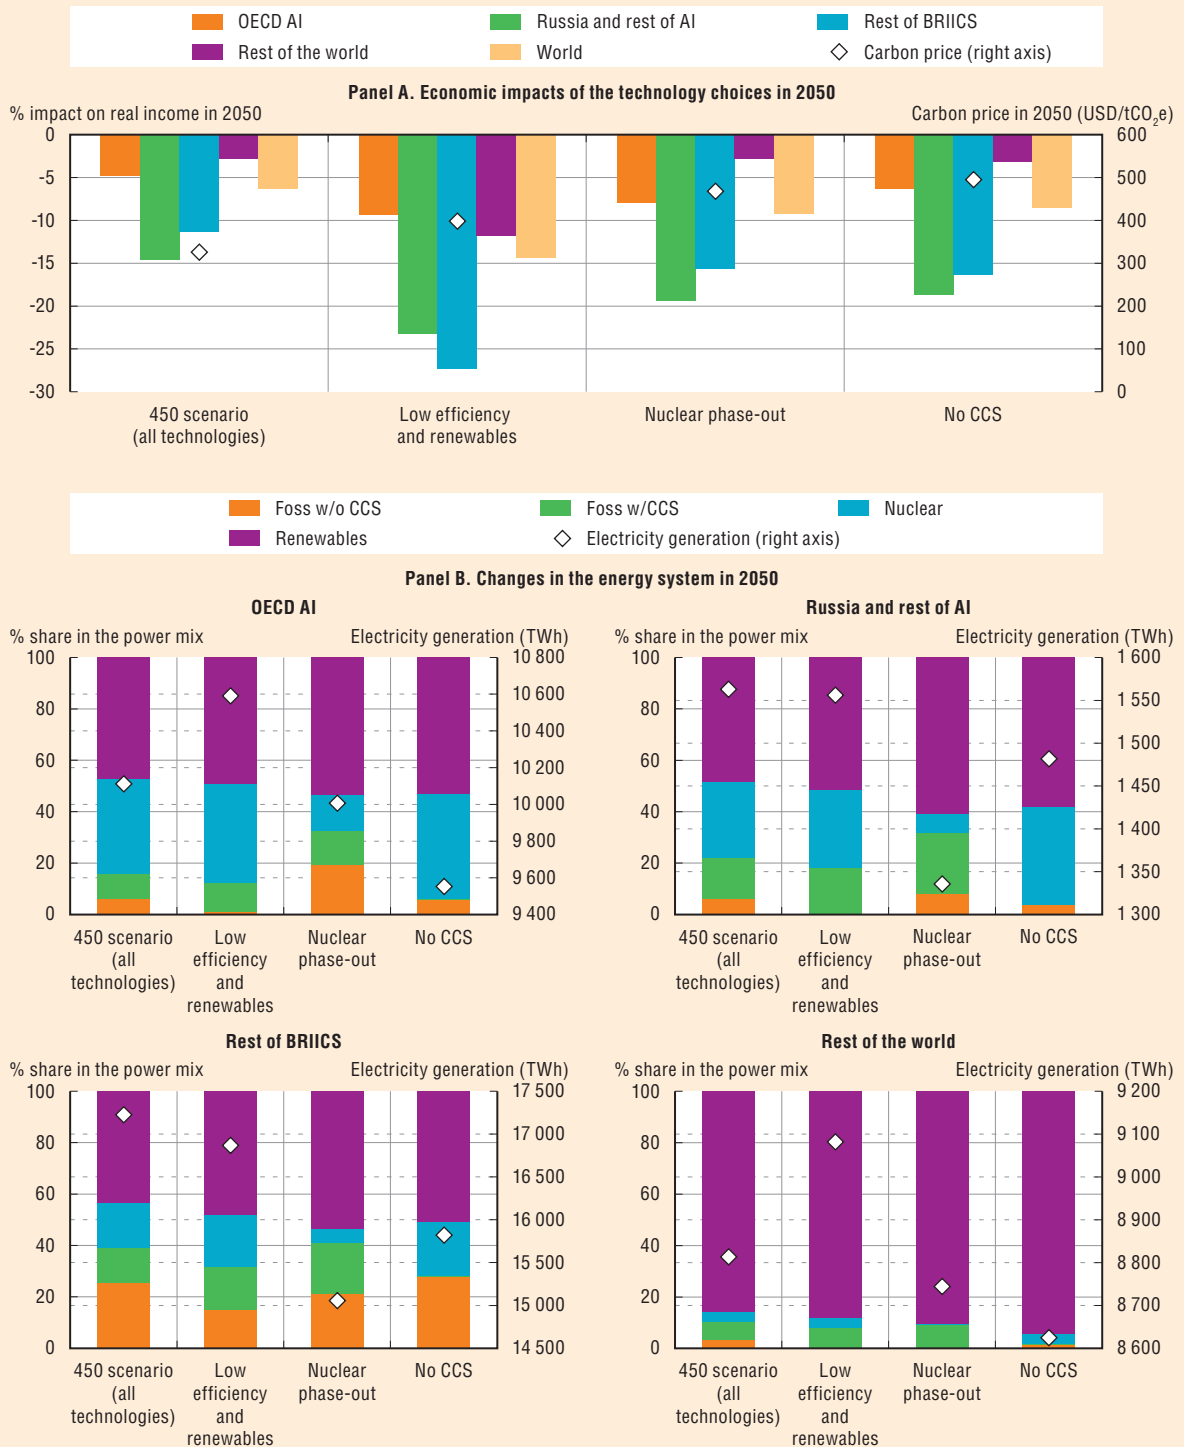 OECD AI
Russia and rest of AI
Rest of BRIICS
Rest of the world
World
Carbon price (right axis)
Panel A. Economic impacts of the technology choices in 2050
% impact on real income in 2050
Carbon price in 2050 (USD/tCO2e)
0
-5
-10
-15
-20
-25
-30
600
500
400
300
200
100
0
450 scenario
(all technologies)
Low efficiency
and renewables
Nuclear phase-out
No CCS
Foss w/o CCS
Foss w/CCS
Nuclear
Renewables
Electricity generation (right axis)
Panel B. Changes in the energy system in 2050
OECD AI
% share in the power mix
Electricity generation (TWh)
100
80
60
40
20
0
10 800
10 600
10 400
10 200
10 000
9 800
9 600
9 400
450 scenario
(all
technologies)
Low
efficiency
and
renewables
Nuclear
phase-out
No CCS
Russia and rest of AI
% share in the power mix
Electricity generation (TWh)
100
80
60
40
20
0
1 600
1 550
1 500
1 450
1 400
1 350
1 300
450 scenario
(all
technologies)
Low
efficiency
and
renewables
Nuclear
phase-out
No CCS
Rest of BRIICS
% share in the power mix
Electricity generation (TWh)
100
80
60
40
20
0
17 500
17 000
16 500
16 000
15 500
15 000
14 500
450 scenario
(all
technologies)
Low
efficiency
and
renewables
Nuclear
phase-out
No CCS
Rest of the world
% share in the power mix
Electricity generation (TWh)
100
80
60
40
20
0
9 200
9 100
9 000
8 900
8 800
8 700
8 600
450 scenario
(all
technologies)
Low
efficiency
and
renewables
Nuclear
phase-out
No CCS